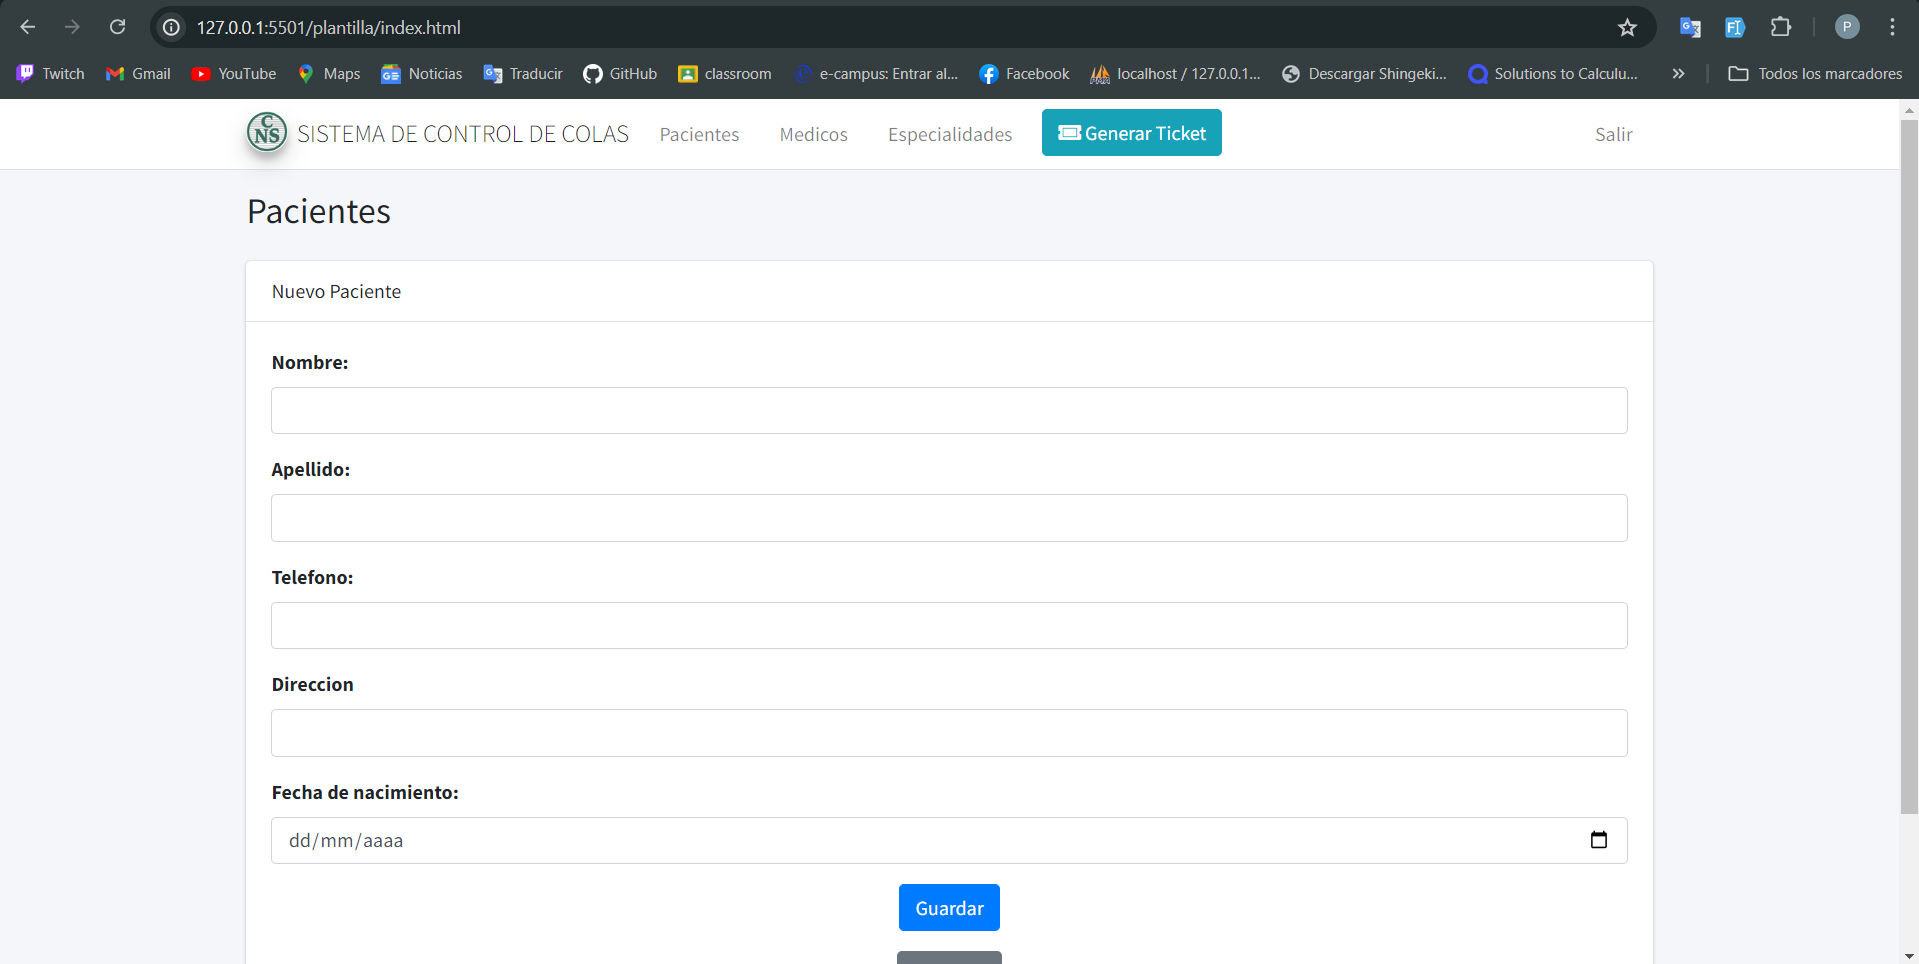 127.0.0.1:5501/plantilla/index.html
P
Twitch Gmail YouTube Maps Noticias Traducir GitHub classroom e-campus: Entrar al... Facebook localhost / 127.0.0.1... Descargar Shingeki... Solutions to Calculu... » Todos los marcadores
CNS SISTEMA DE CONTROL DE COLAS Pacientes Medicos Especialidades Generar Ticket Salir
Pacientes
Nuevo Paciente
Nombre:
Apellido:
Telefono:
Direccion
Fecha de nacimiento:
dd/mm/aaaa
Guardar